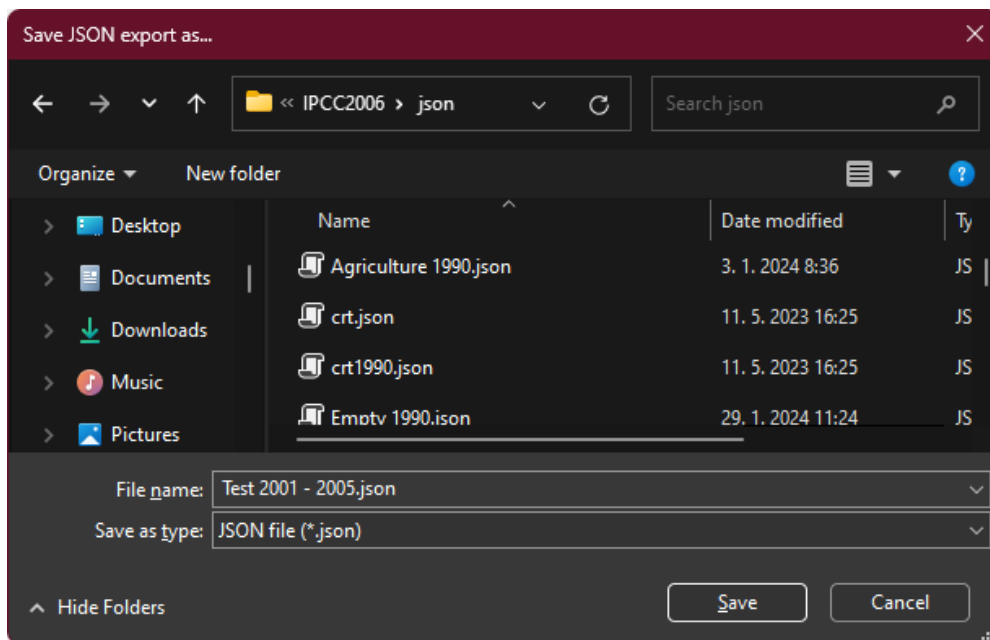 Save JSON export as...
« IPCC2006 › json
Search json
Organize
New folder
Name
Date modified
Ty
Desktop
Documents
Downloads
Music
Pictures
Agriculture 1990.json
3. 1. 2024 8:36
JS
crt.json
11. 5. 2023 16:25
JS
crt1990.json
11. 5. 2023 16:25
JS
Empty 1990.json
29. 1. 2024 11:24
JS
File name: Test 2001 - 2005.json
Save as type: JSON file (*.json)
Hide Folders
Save
Cancel